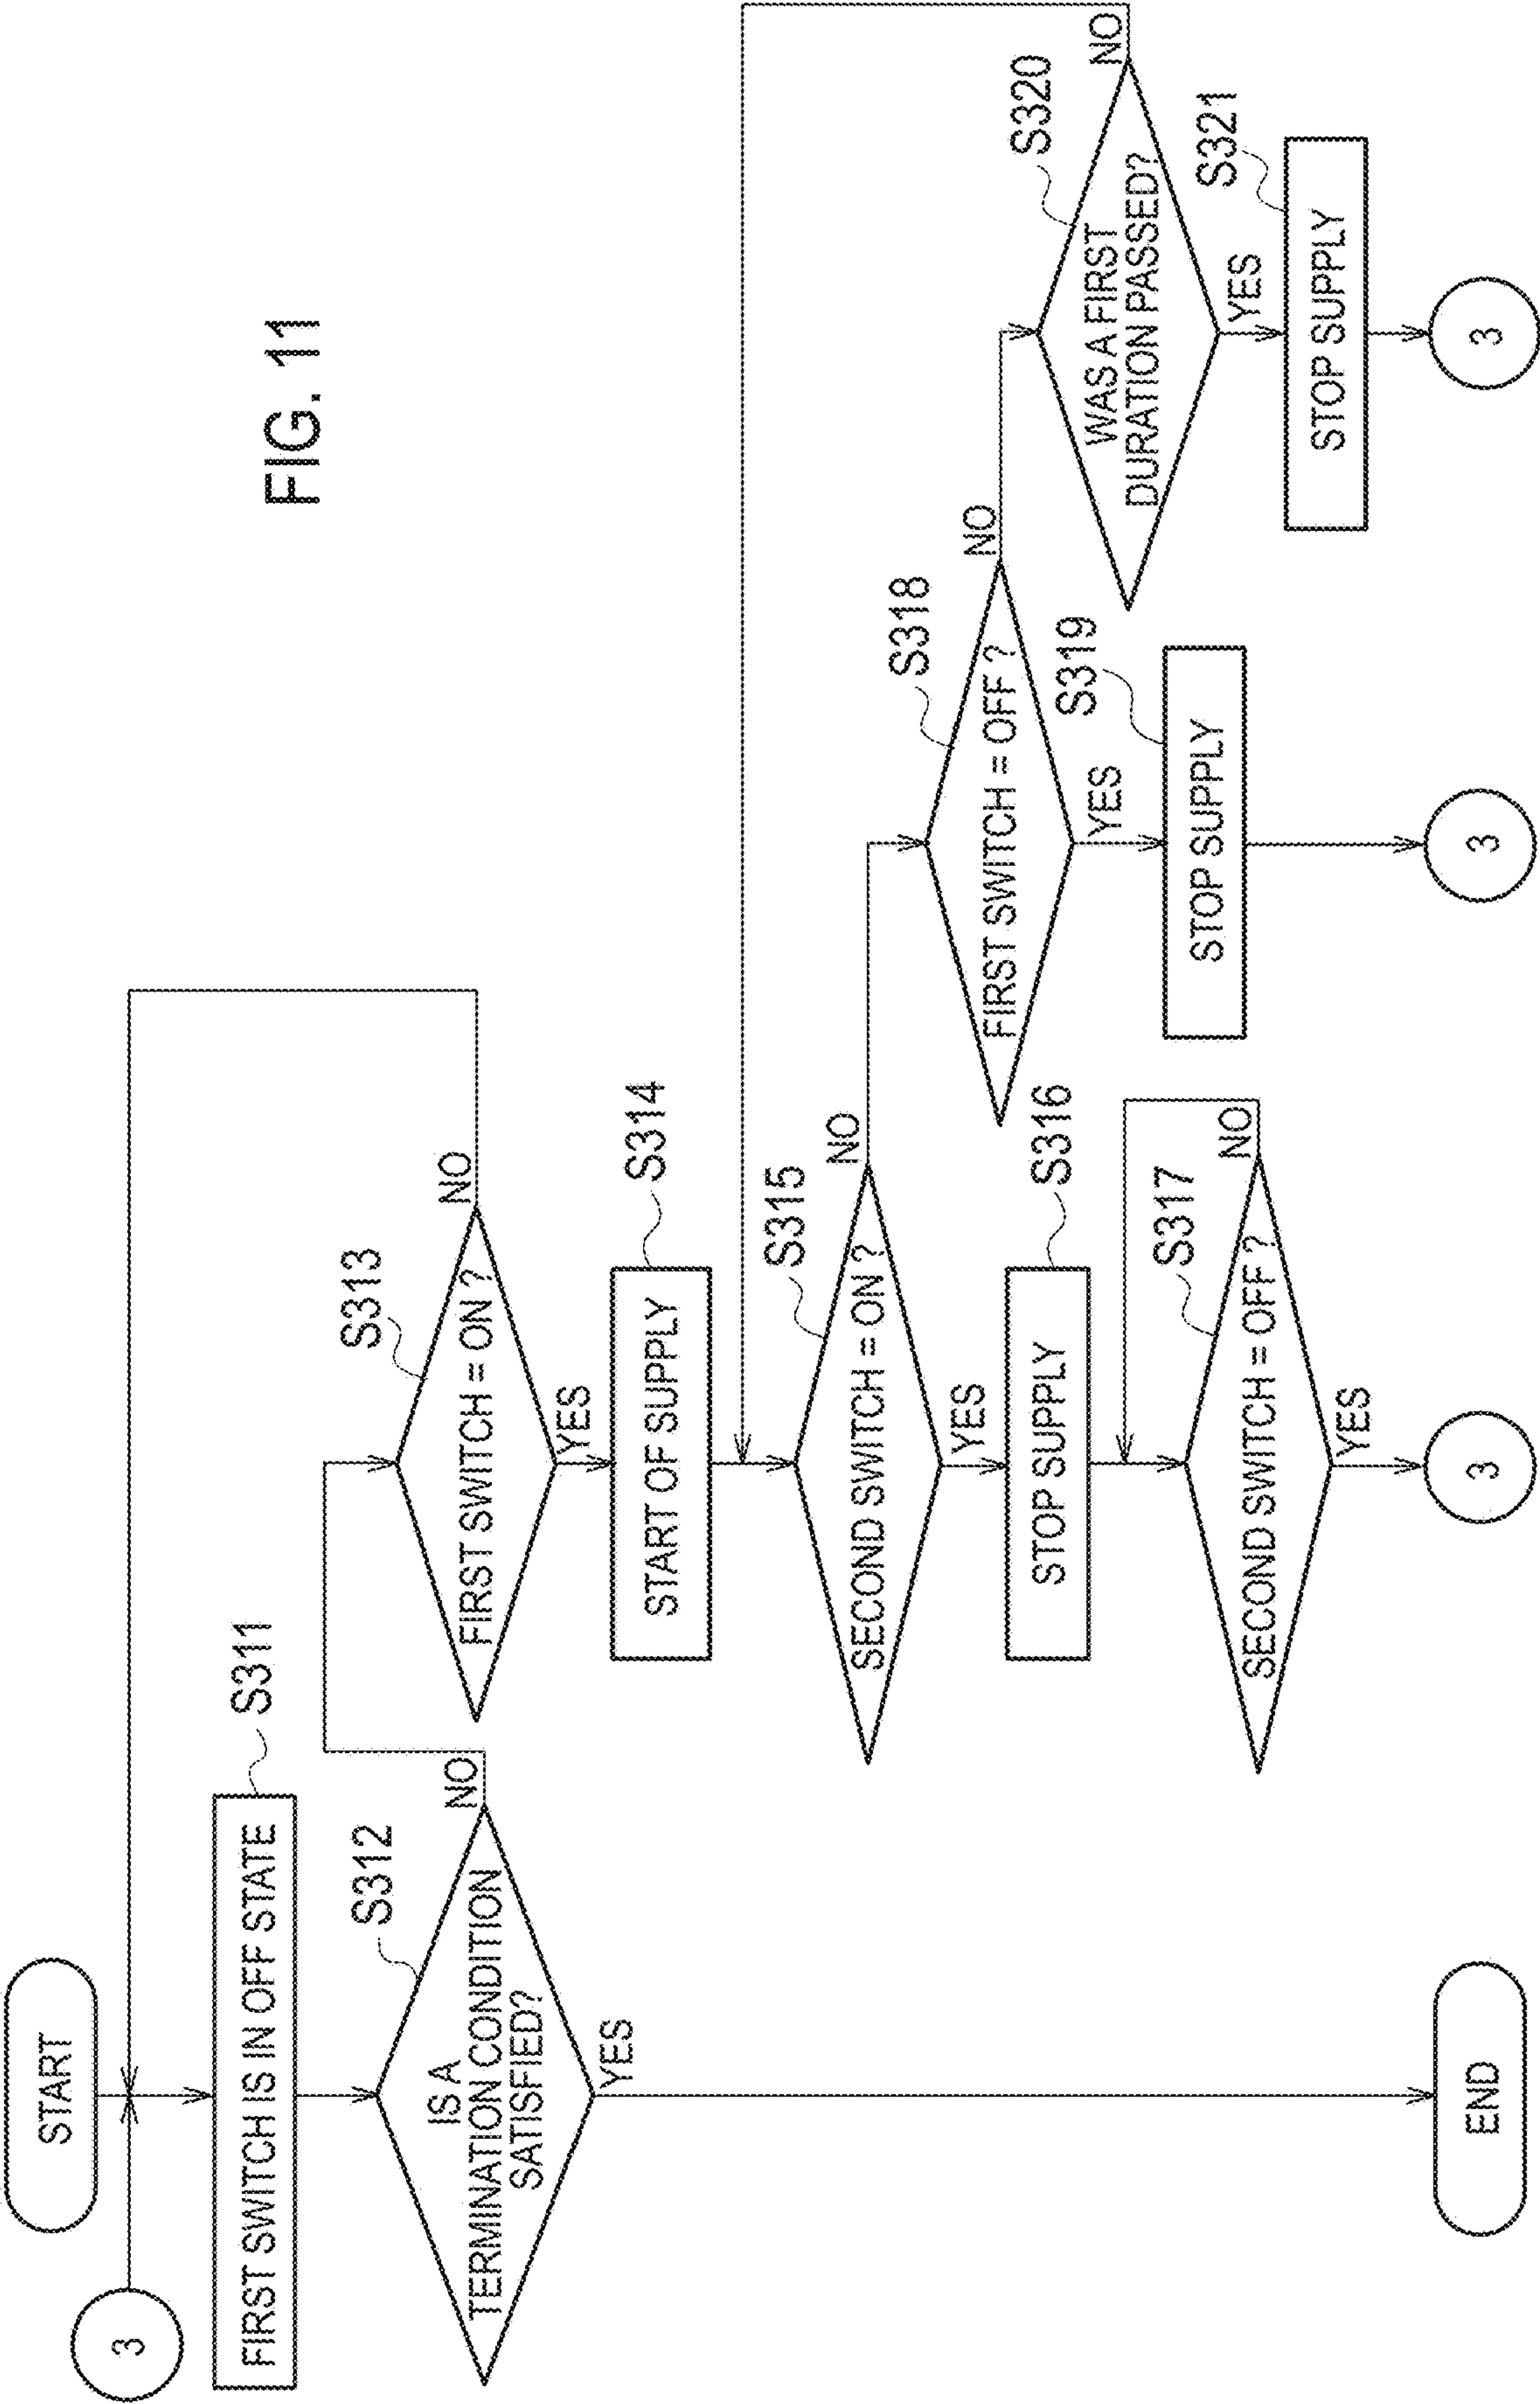 FIG. 11
START
3
FIRST SWITCH IS IN OFF STATE
S311
IS A
TERMINATION CONDITION
SATISFIED?
S312
NO
YES
END
FIRST SWITCH = ON ?
S313
NO
YES
START OF SUPPLY
S314
SECOND SWITCH = ON ?
S315
NO
YES
STOP SUPPLY
S316
SECOND SWITCH = OFF ?
S317
NO
YES
3
FIRST SWITCH = OFF ?
S318
NO
YES
STOP SUPPLY
S319
3
WAS A FIRST
DURATION PASSED?
S320
NO
YES
STOP SUPPLY
S321
3